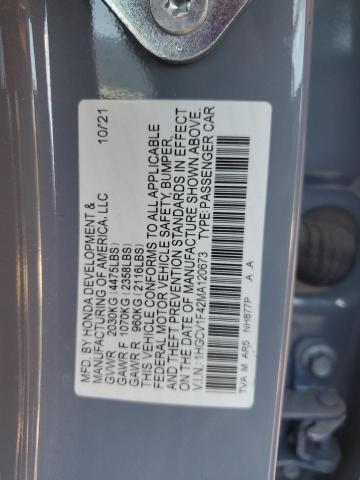 MFD. BY HONDA DEVELOPMENT & 10/21
MANUFACTURING OF AMERICA, LLC
GVWR 2030KG(4475LBS)
GAWR F 1070KG(2358LBS)
GAWR R 960KG(2116LBS)
THIS VEHICLE CONFORMS TO ALL APPLICABLE
FEDERAL MOTOR VEHICLE SAFETY, BUMPER,
AND THEFT PREVENTION STANDARDS IN EFFECT
ON THE DATE OF MANUFACTURE SHOWN ABOVE.
V.I.N.: 1HGCV1F42MA120673 TYPE: PASSENGER CAR
TVA M AR5 NH877P A A